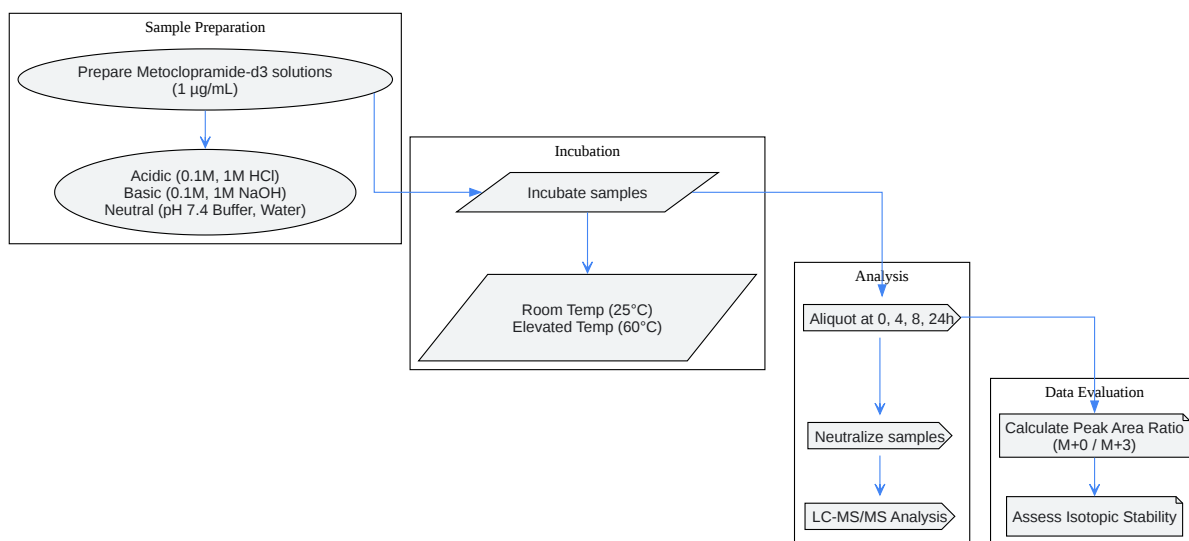 Sample Preparation
Prepare Metoclopramide-d3 solutions
(1 µg/mL)
Acidic (0.1M, 1M HCl)
Basic (0.1M, 1M NaOH)
Neutral (pH 7.4 Buffer, Water)
Incubation
Incubate samples
Room Temp (25°C)
Elevated Temp (60°C)
Analysis
Aliquot at 0, 4, 8, 24h
Neutralize samples
LC-MS/MS Analysis
Data Evaluation
Calculate Peak Area Ratio
(M+0 / M+3)
Assess Isotopic Stability